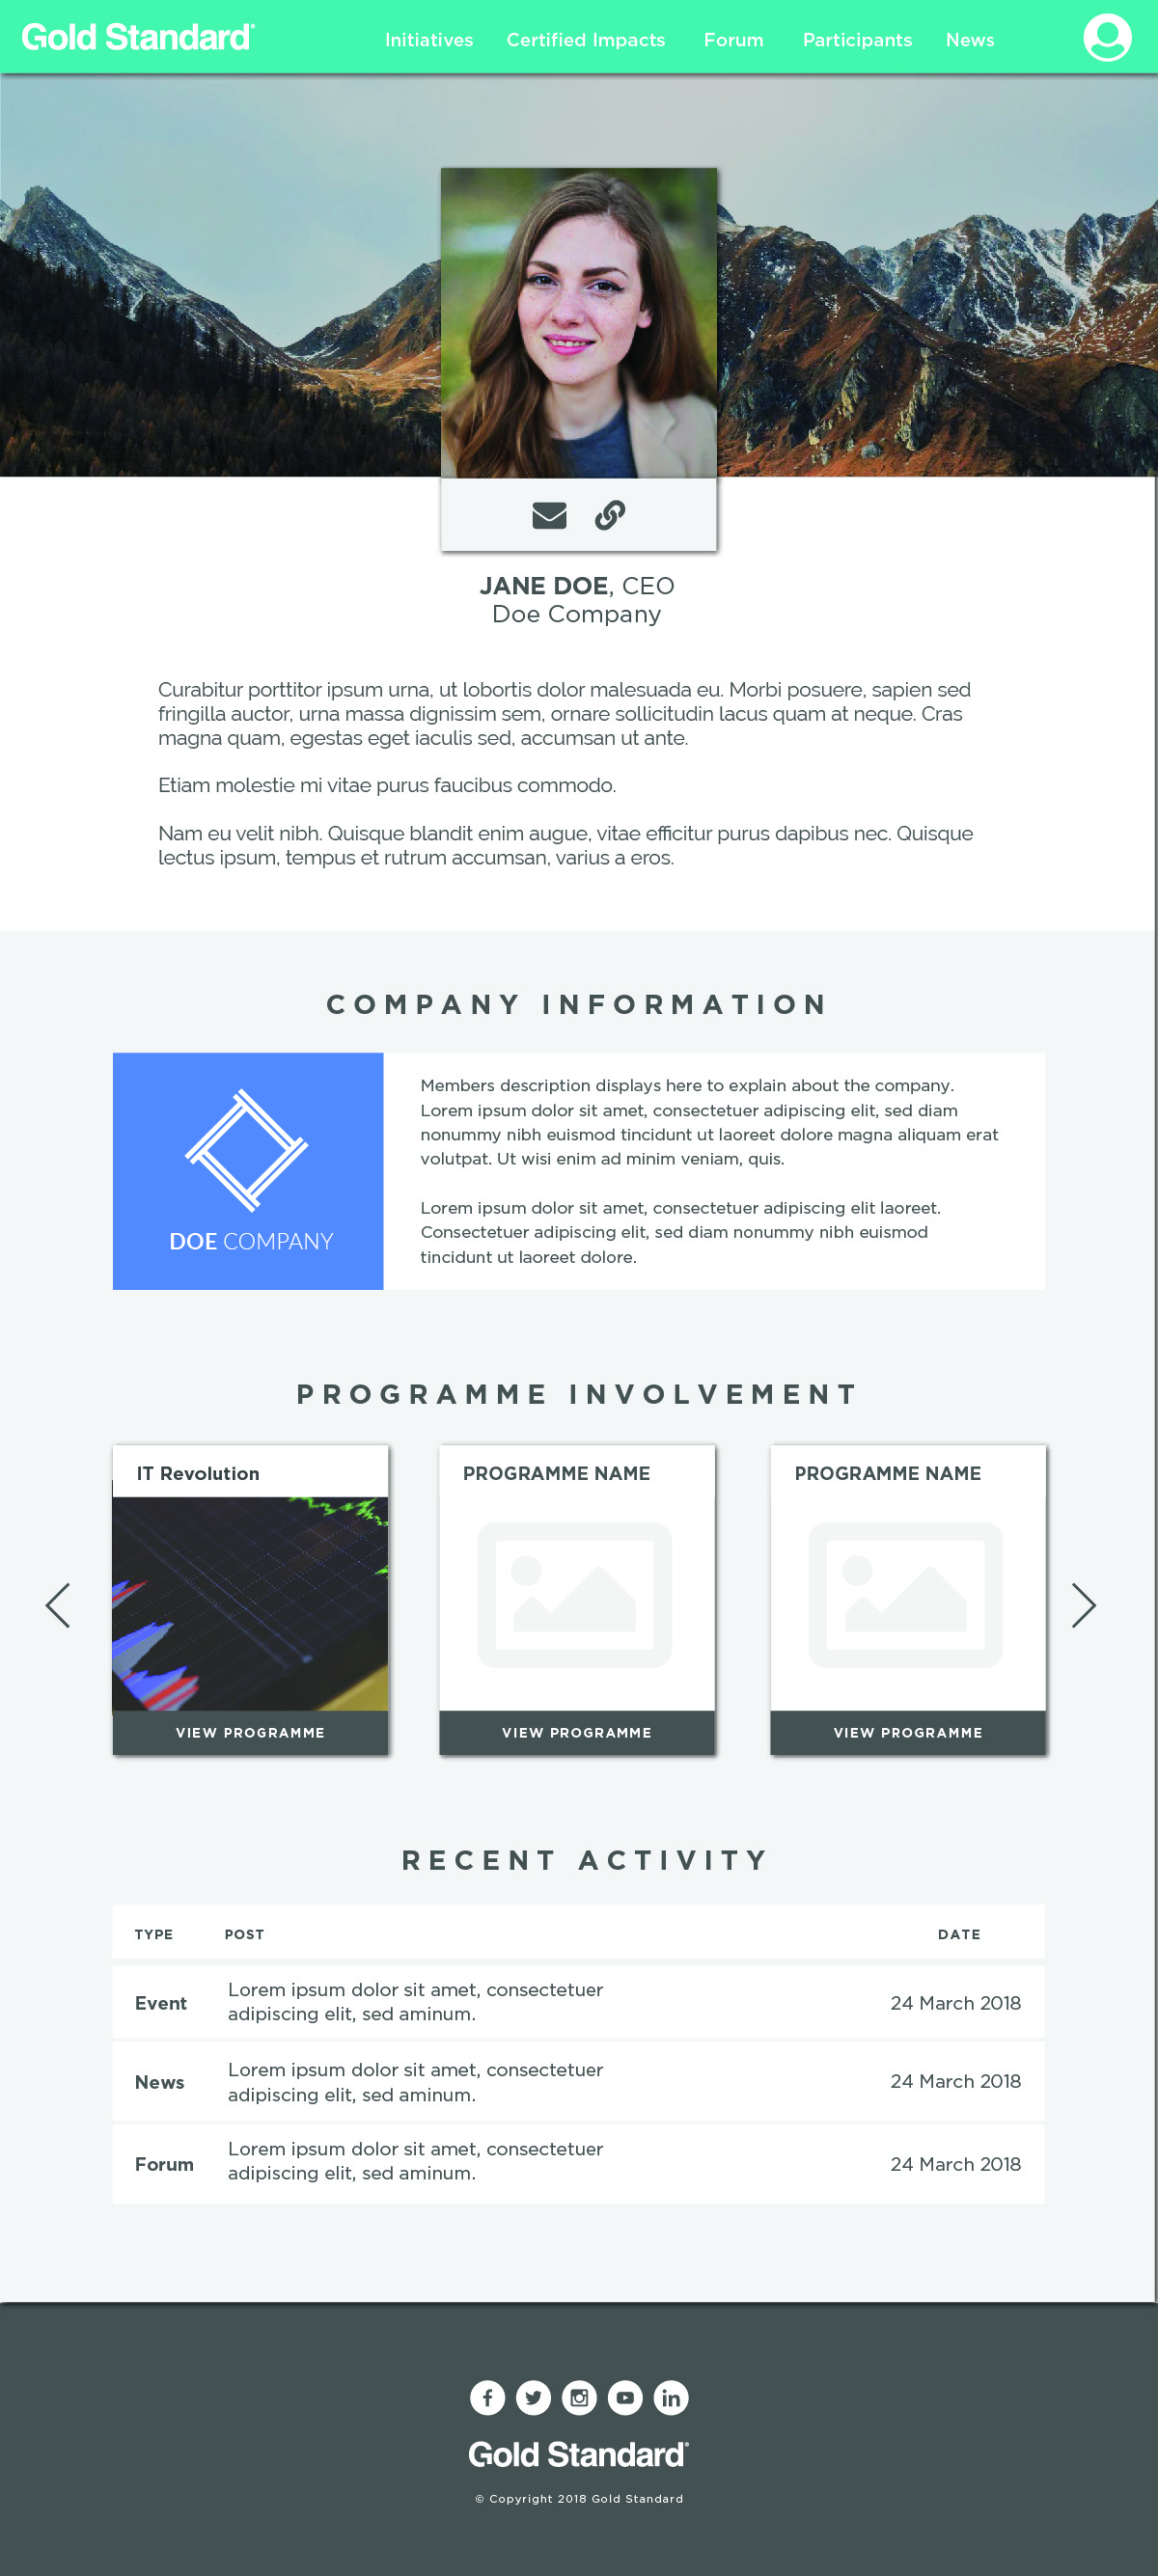 Gold Standard®
Initiatives Certified Impacts Forum Participants News
JANE DOE, CEO
Doe Company
Curabitur porttitor ipsum urna, ut lobortis dolor malesuada eu. Morbi posuere, sapien sed
fringilla auctor, urna massa dignissim sem, ornare sollicitudin lacus quam at neque. Cras
magna quam, egestas eget iaculis sed, accumsan ut ante.
Etiam molestie mi vitae purus faucibus commodo.
Nam eu velit nibh. Quisque blandit enim augue, vitae efficitur purus dapibus nec. Quisque
lectus ipsum, tempus et rutrum accumsan, varius a eros.
COMPANY INFORMATION
DOE COMPANY
Members description displays here to explain about the company.
Lorem ipsum dolor sit amet, consectetuer adipiscing elit, sed diam
nonummy nibh euismod tincidunt ut laoreet dolore magna aliquam erat
volutpat. Ut wisi enim ad minim veniam, quis.
Lorem ipsum dolor sit amet, consectetuer adipiscing elit laoreet.
Consectetuer adipiscing elit, sed diam nonummy nibh euismod
tincidunt ut laoreet dolore.
PROGRAMME INVOLVEMENT
IT Revolution
VIEW PROGRAMME
PROGRAMME NAME
VIEW PROGRAMME
PROGRAMME NAME
VIEW PROGRAMME
RECENT ACTIVITY
TYPE POST DATE
Event
Lorem ipsum dolor sit amet, consectetuer
adipiscing elit, sed aminum.
24 March 2018
News
Lorem ipsum dolor sit amet, consectetuer
adipiscing elit, sed aminum.
24 March 2018
Forum
Lorem ipsum dolor sit amet, consectetuer
adipiscing elit, sed aminum.
24 March 2018
Gold Standard®
© Copyright 2018 Gold Standard